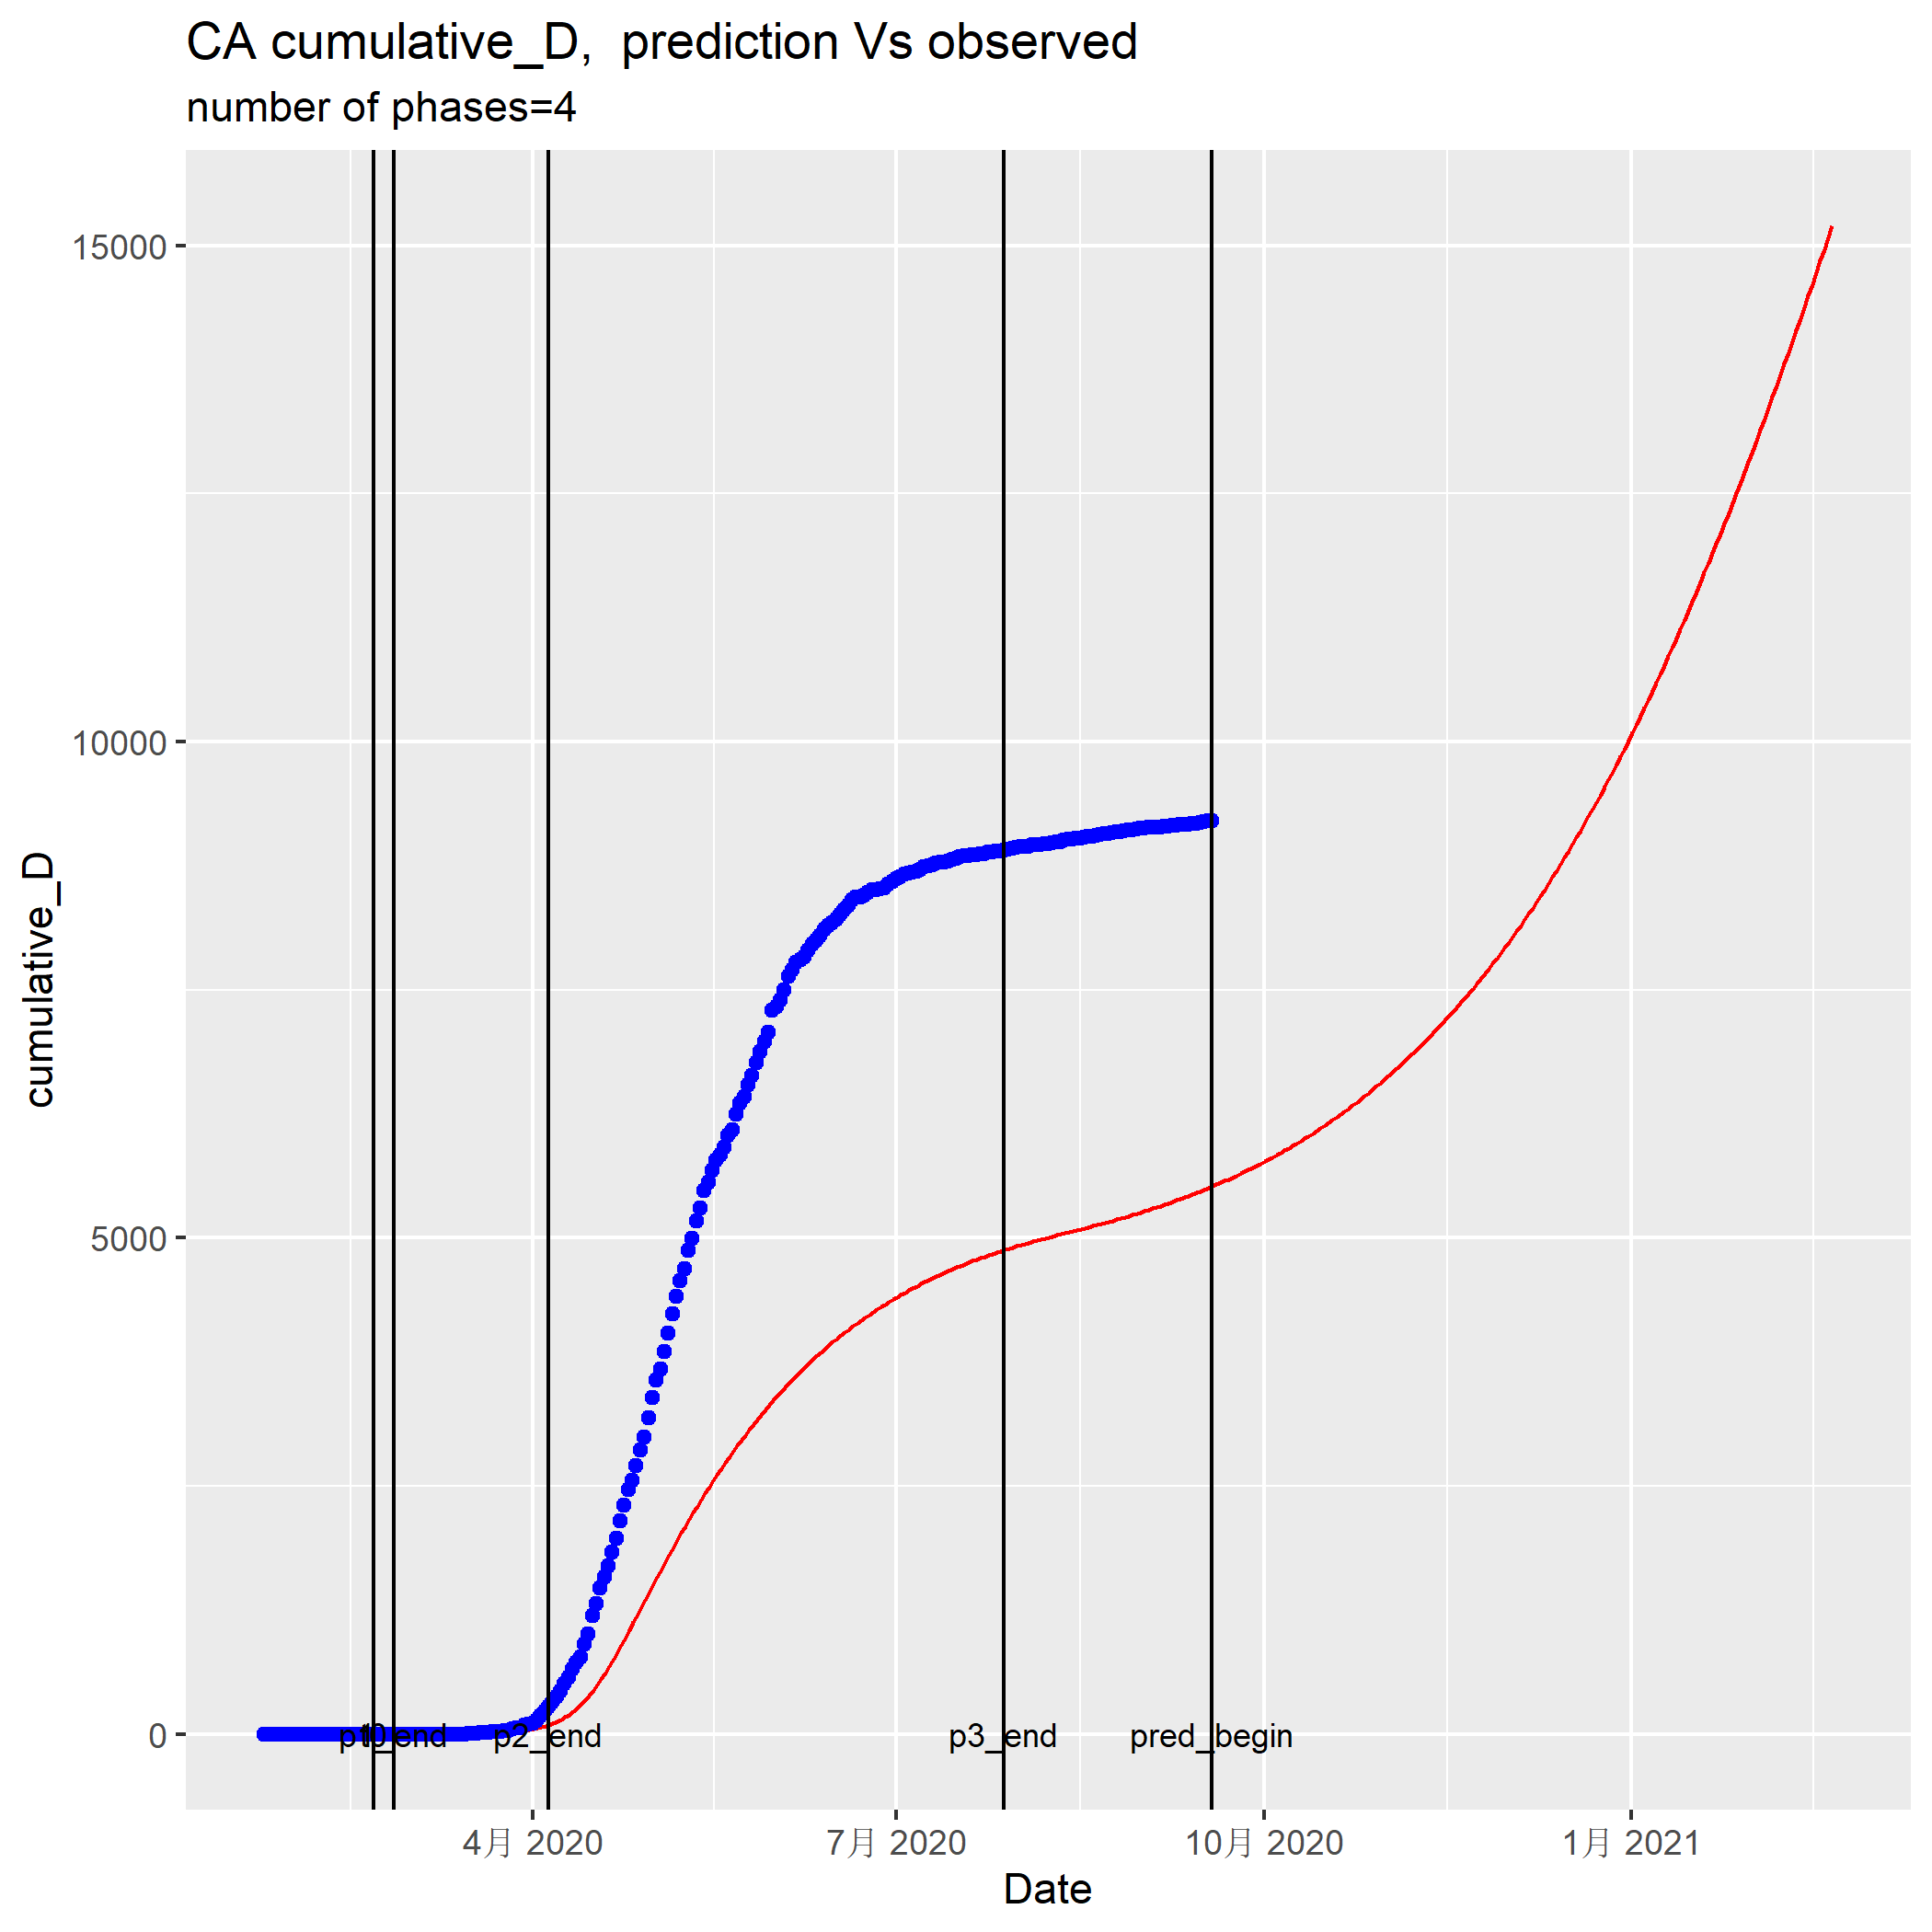 CA cumulative_D,  prediction Vs observed
number of phases=4
cumulative_D
15000
10000
5000
0
p2_end
p3_end
pred_begin
4月 2020
7月 2020
10月 2020
1月 2021
Date